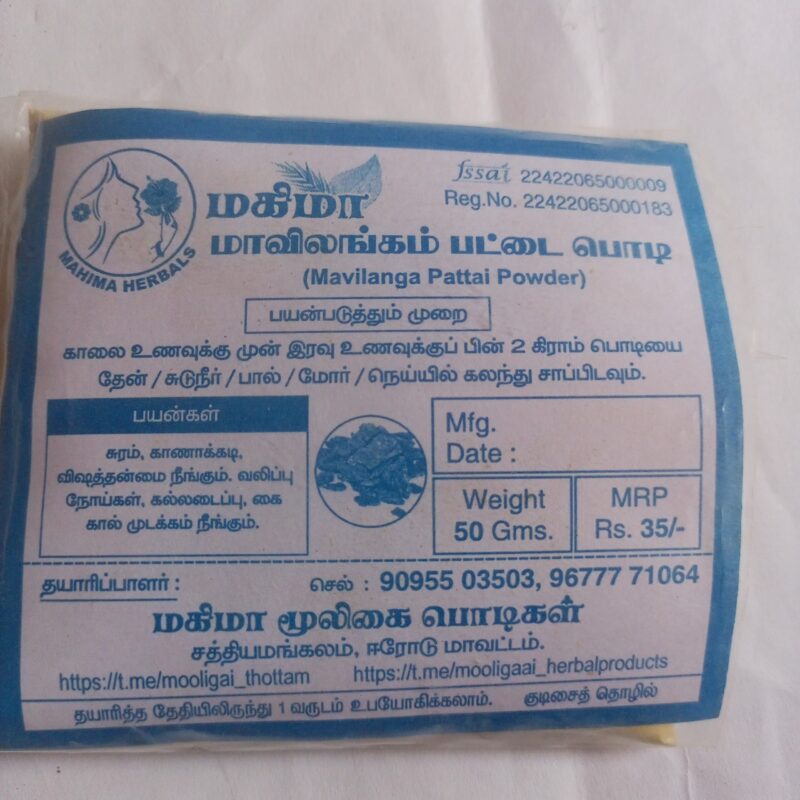 fssai 22422065000009
Reg.No. 22422065000183
MAHIMA HERBALS
மகிமா
மாவிலங்கம் பட்டை பொடி
(Mavilanga Pattai Powder)
பயன்படுத்தும் முறை
காலை உணவுக்கு முன் இரவு உணவுக்குப் பின் 2 கிராம் பொடியை
தேன் / சுடுநீர் / பால் / மோர் / நெய்யில் கலந்து சாப்பிடவும்.
பயன்கள்
சுரம், காணாக்கடி,
விஷத்தன்மை நீங்கும். வலிப்பு
நோய்கள், கல்லடைப்பு, கை
கால் முடக்கம் நீங்கும்.
Mfg.
Date :
Weight
50 Gms.
MRP
Rs. 35/-
தயாரிப்பாளர் :
செல் : 90955 03503, 96777 71064
மகிமா மூலிகை பொடிகள்
சத்தியமங்கலம், ஈரோடு மாவட்டம்.
https://t.me/mooligai_thottam https://t.me/mooligaai_herbalproducts
தயாரித்த தேதியிலிருந்து 1 வருடம் உபயோகிக்கலாம். குடிசைத் தொழில்